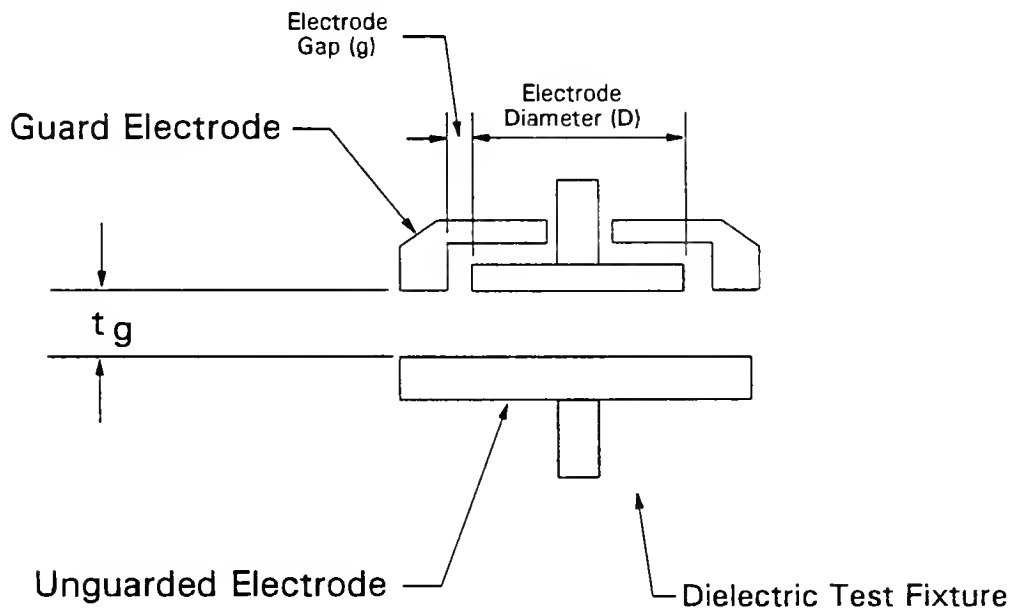 Electrode
Gap (g)
Electrode
Diameter (D)
Guard Electrode
t g
Unguarded Electrode
Dielectric Test Fixture